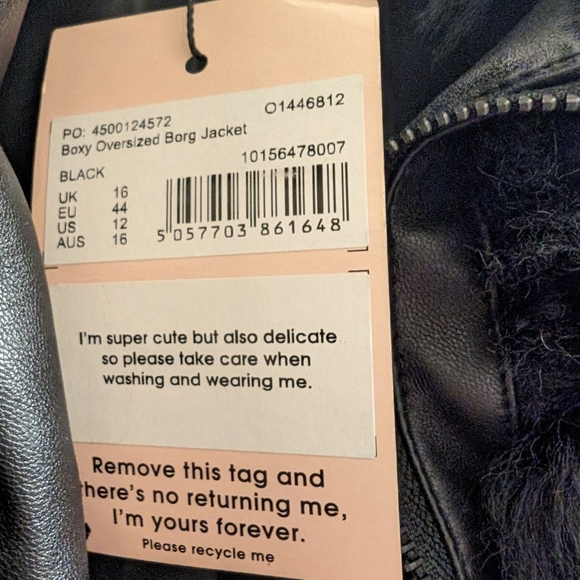 PO: 4500124572 O1446812
Boxy Oversized Borg Jacket
10156478007
BLACK
UK 16
EU 44
US 12
AUS 16
5 057703 861648
I'm super cute but also delicate
so please take care when
washing and wearing me.
Remove this tag and
here's no returning me,
I'm yours forever.
Please recycle me